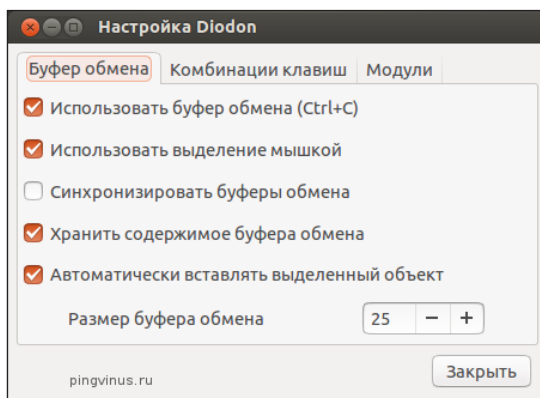 Настройка Diodon
Буфер обмена Комбинации клавиш Модули
Использовать буфер обмена (Ctrl+C)
Использовать выделение мышкой
Синхронизировать буферы обмена
Хранить содержимое буфера обмена
Автоматически вставлять выделенный объект
Размер буфера обмена 25 − +
Закрыть
pingvinus.ru